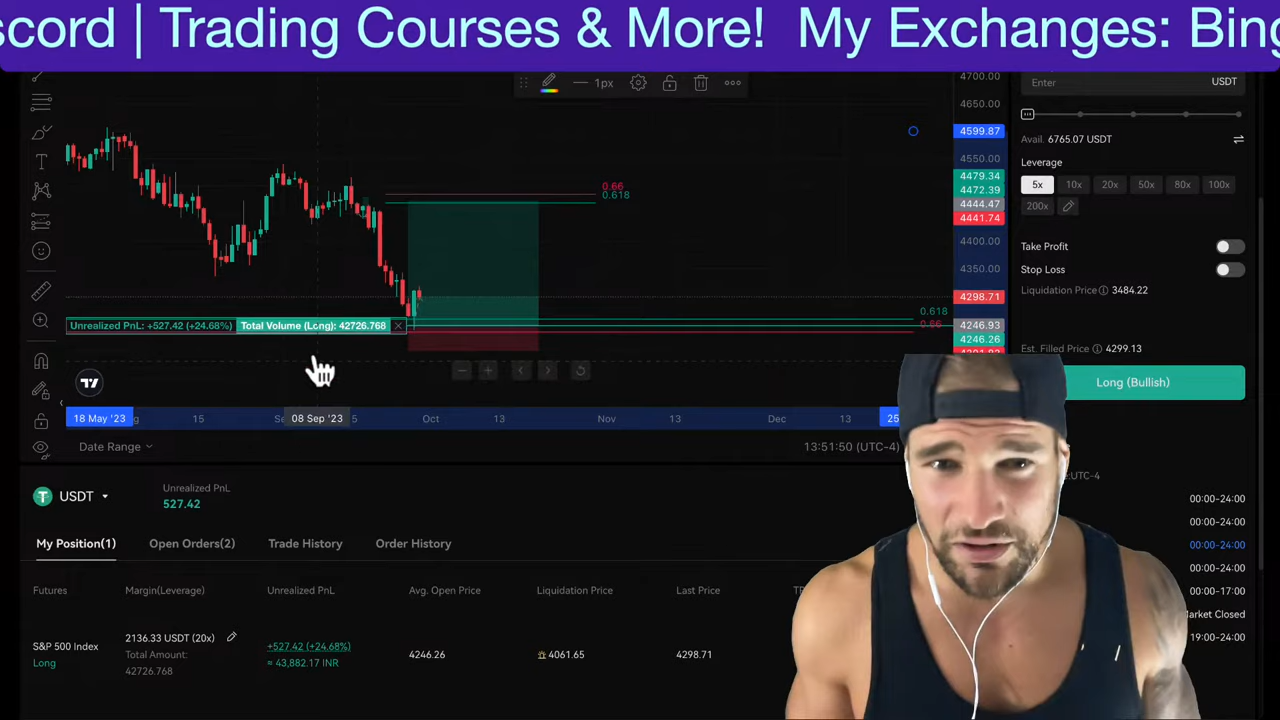 scord | Trading Courses & More! My Exchanges: Bing
1px
4700.00
4650.00
4599.87
4550.00
4479.34
4472.39
4444.47
4441.74
4400.00
4350.00
4298.71
4246.93
4246.26
0.66
0.618
0.618
0.66
Unrealized PnL: +527.42 (+24.68%) Total Volume (Long): 42726.768
18 May '23
15
08 Sep '23
Oct
13
Nov
13
Dec
13
25
Date Range
13:51:50 (UTC-4)
Enter USDT
Avail. 6765.07 USDT
Leverage
5x 10x 20x 50x 80x 100x
200x
Take Profit
Stop Loss
Liquidation Price 3484.22
Est. Filled Price 4299.13
Long (Bullish)
UTC-4
00:00-24:00
00:00-24:00
00:00-24:00
00:00-24:00
00:00-17:00
Market Closed
19:00-24:00
USDT
Unrealized PnL
527.42
My Position(1) Open Orders(2) Trade History Order History
Futures Margin(Leverage) Unrealized PnL Avg. Open Price Liquidation Price Last Price
S&P 500 Index
Long
2136.33 USDT (20x)
Total Amount:
42726.768
+527.42 (+24.68%)
≈ 43,882.17 INR
4246.26
4061.65
4298.71